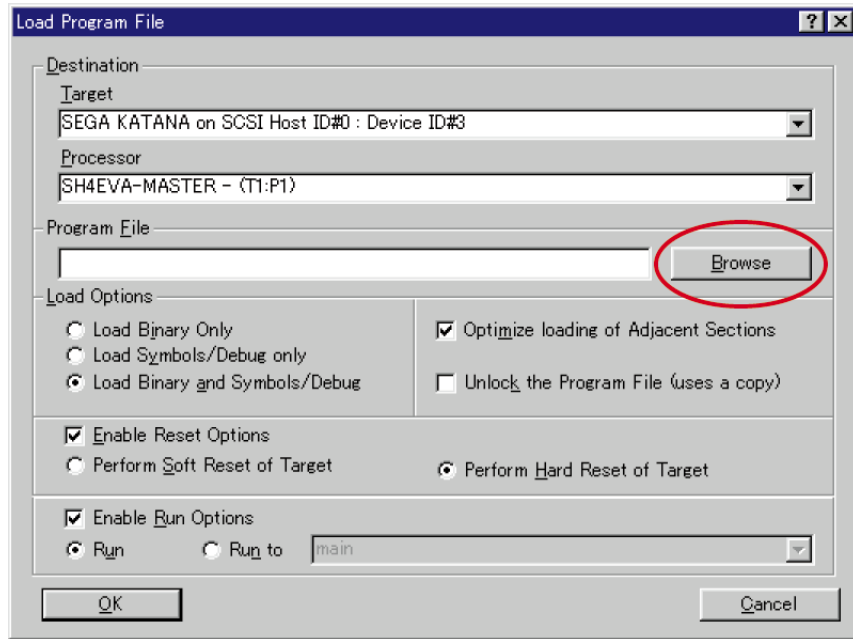 Load Program File
Destination
Target
SEGA KATANA on SCSI Host ID#0 : Device ID#3
Processor
SH4EVA-MASTER - (T1:P1)
Program File
Browse
Load Options
Load Binary Only
Load Symbols/Debug only
Load Binary and Symbols/Debug
Optimize loading of Adjacent Sections
Unlock the Program File (uses a copy)
Enable Reset Options
Perform Soft Reset of Target
Perform Hard Reset of Target
Enable Run Options
Run
Run to
main
OK
Cancel